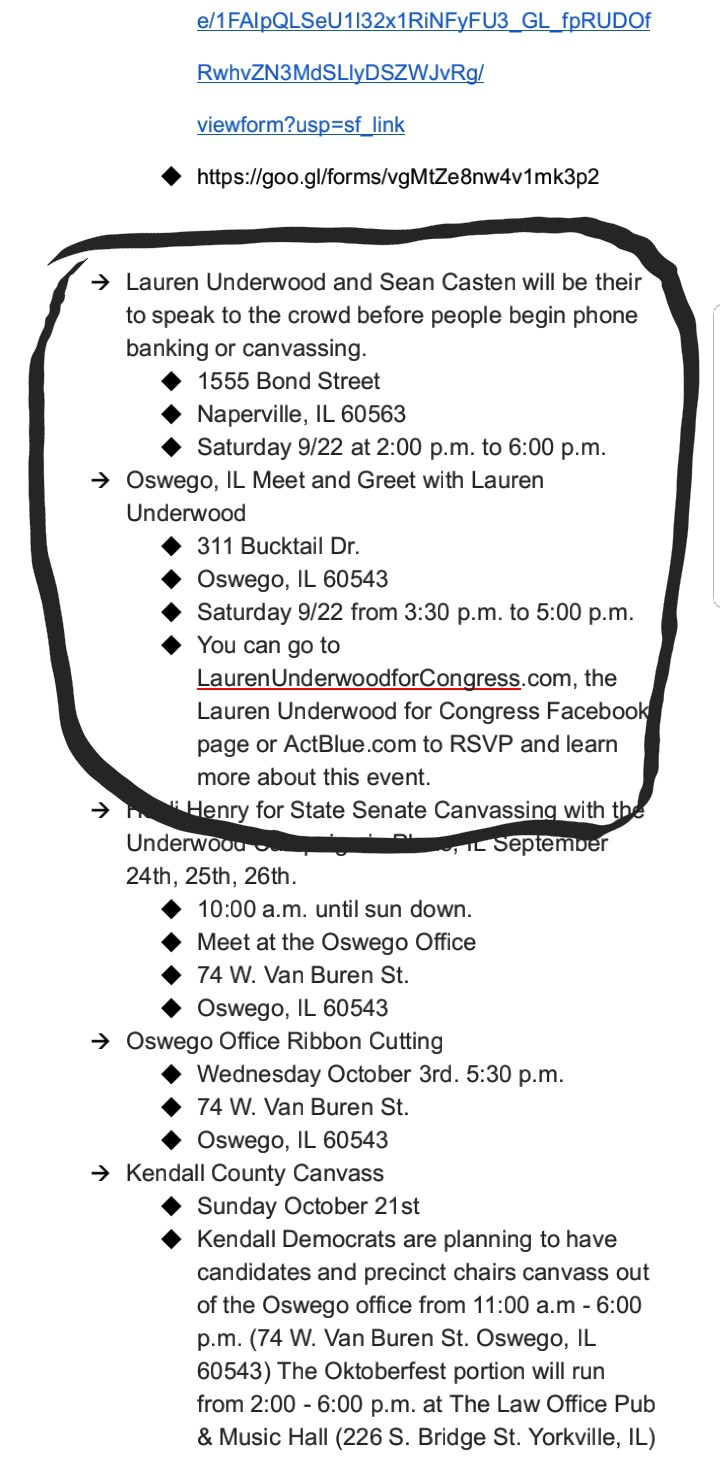 e/1FAIpQLSeU1l32x1RiNFyFU3_GL_fpRUDOf
RwhvZN3MdSLlyDSZWJvRg/
viewform?usp=sf_link
◆ https://goo.gl/forms/vgMtZe8nw4v1mk3p2
→ Lauren Underwood and Sean Casten will be their
to speak to the crowd before people begin phone
banking or canvassing.
◆ 1555 Bond Street
◆ Naperville, IL 60563
◆ Saturday 9/22 at 2:00 p.m. to 6:00 p.m.
→ Oswego, IL Meet and Greet with Lauren
Underwood
◆ 311 Bucktail Dr.
◆ Oswego, IL 60543
◆ Saturday 9/22 from 3:30 p.m. to 5:00 p.m.
◆ You can go to
LaurenUnderwoodforCongress.com, the
Lauren Underwood for Congress Facebook
page or ActBlue.com to RSVP and learn
more about this event.
→ Henry for State Senate Canvassing with the
Underwood IL September
24th, 25th, 26th.
◆ 10:00 a.m. until sun down.
◆ Meet at the Oswego Office
◆ 74 W. Van Buren St.
◆ Oswego, IL 60543
→ Oswego Office Ribbon Cutting
◆ Wednesday October 3rd. 5:30 p.m.
◆ 74 W. Van Buren St.
◆ Oswego, IL 60543
→ Kendall County Canvass
◆ Sunday October 21st
◆ Kendall Democrats are planning to have
candidates and precinct chairs canvass out
of the Oswego office from 11:00 a.m - 6:00
p.m. (74 W. Van Buren St. Oswego, IL
60543) The Oktoberfest portion will run
from 2:00 - 6:00 p.m. at The Law Office Pub
& Music Hall (226 S. Bridge St. Yorkville, IL)